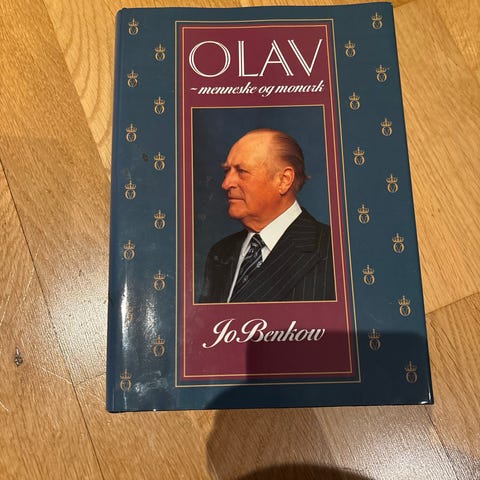 OLAV
~ menneske og monark
Jo Benkow